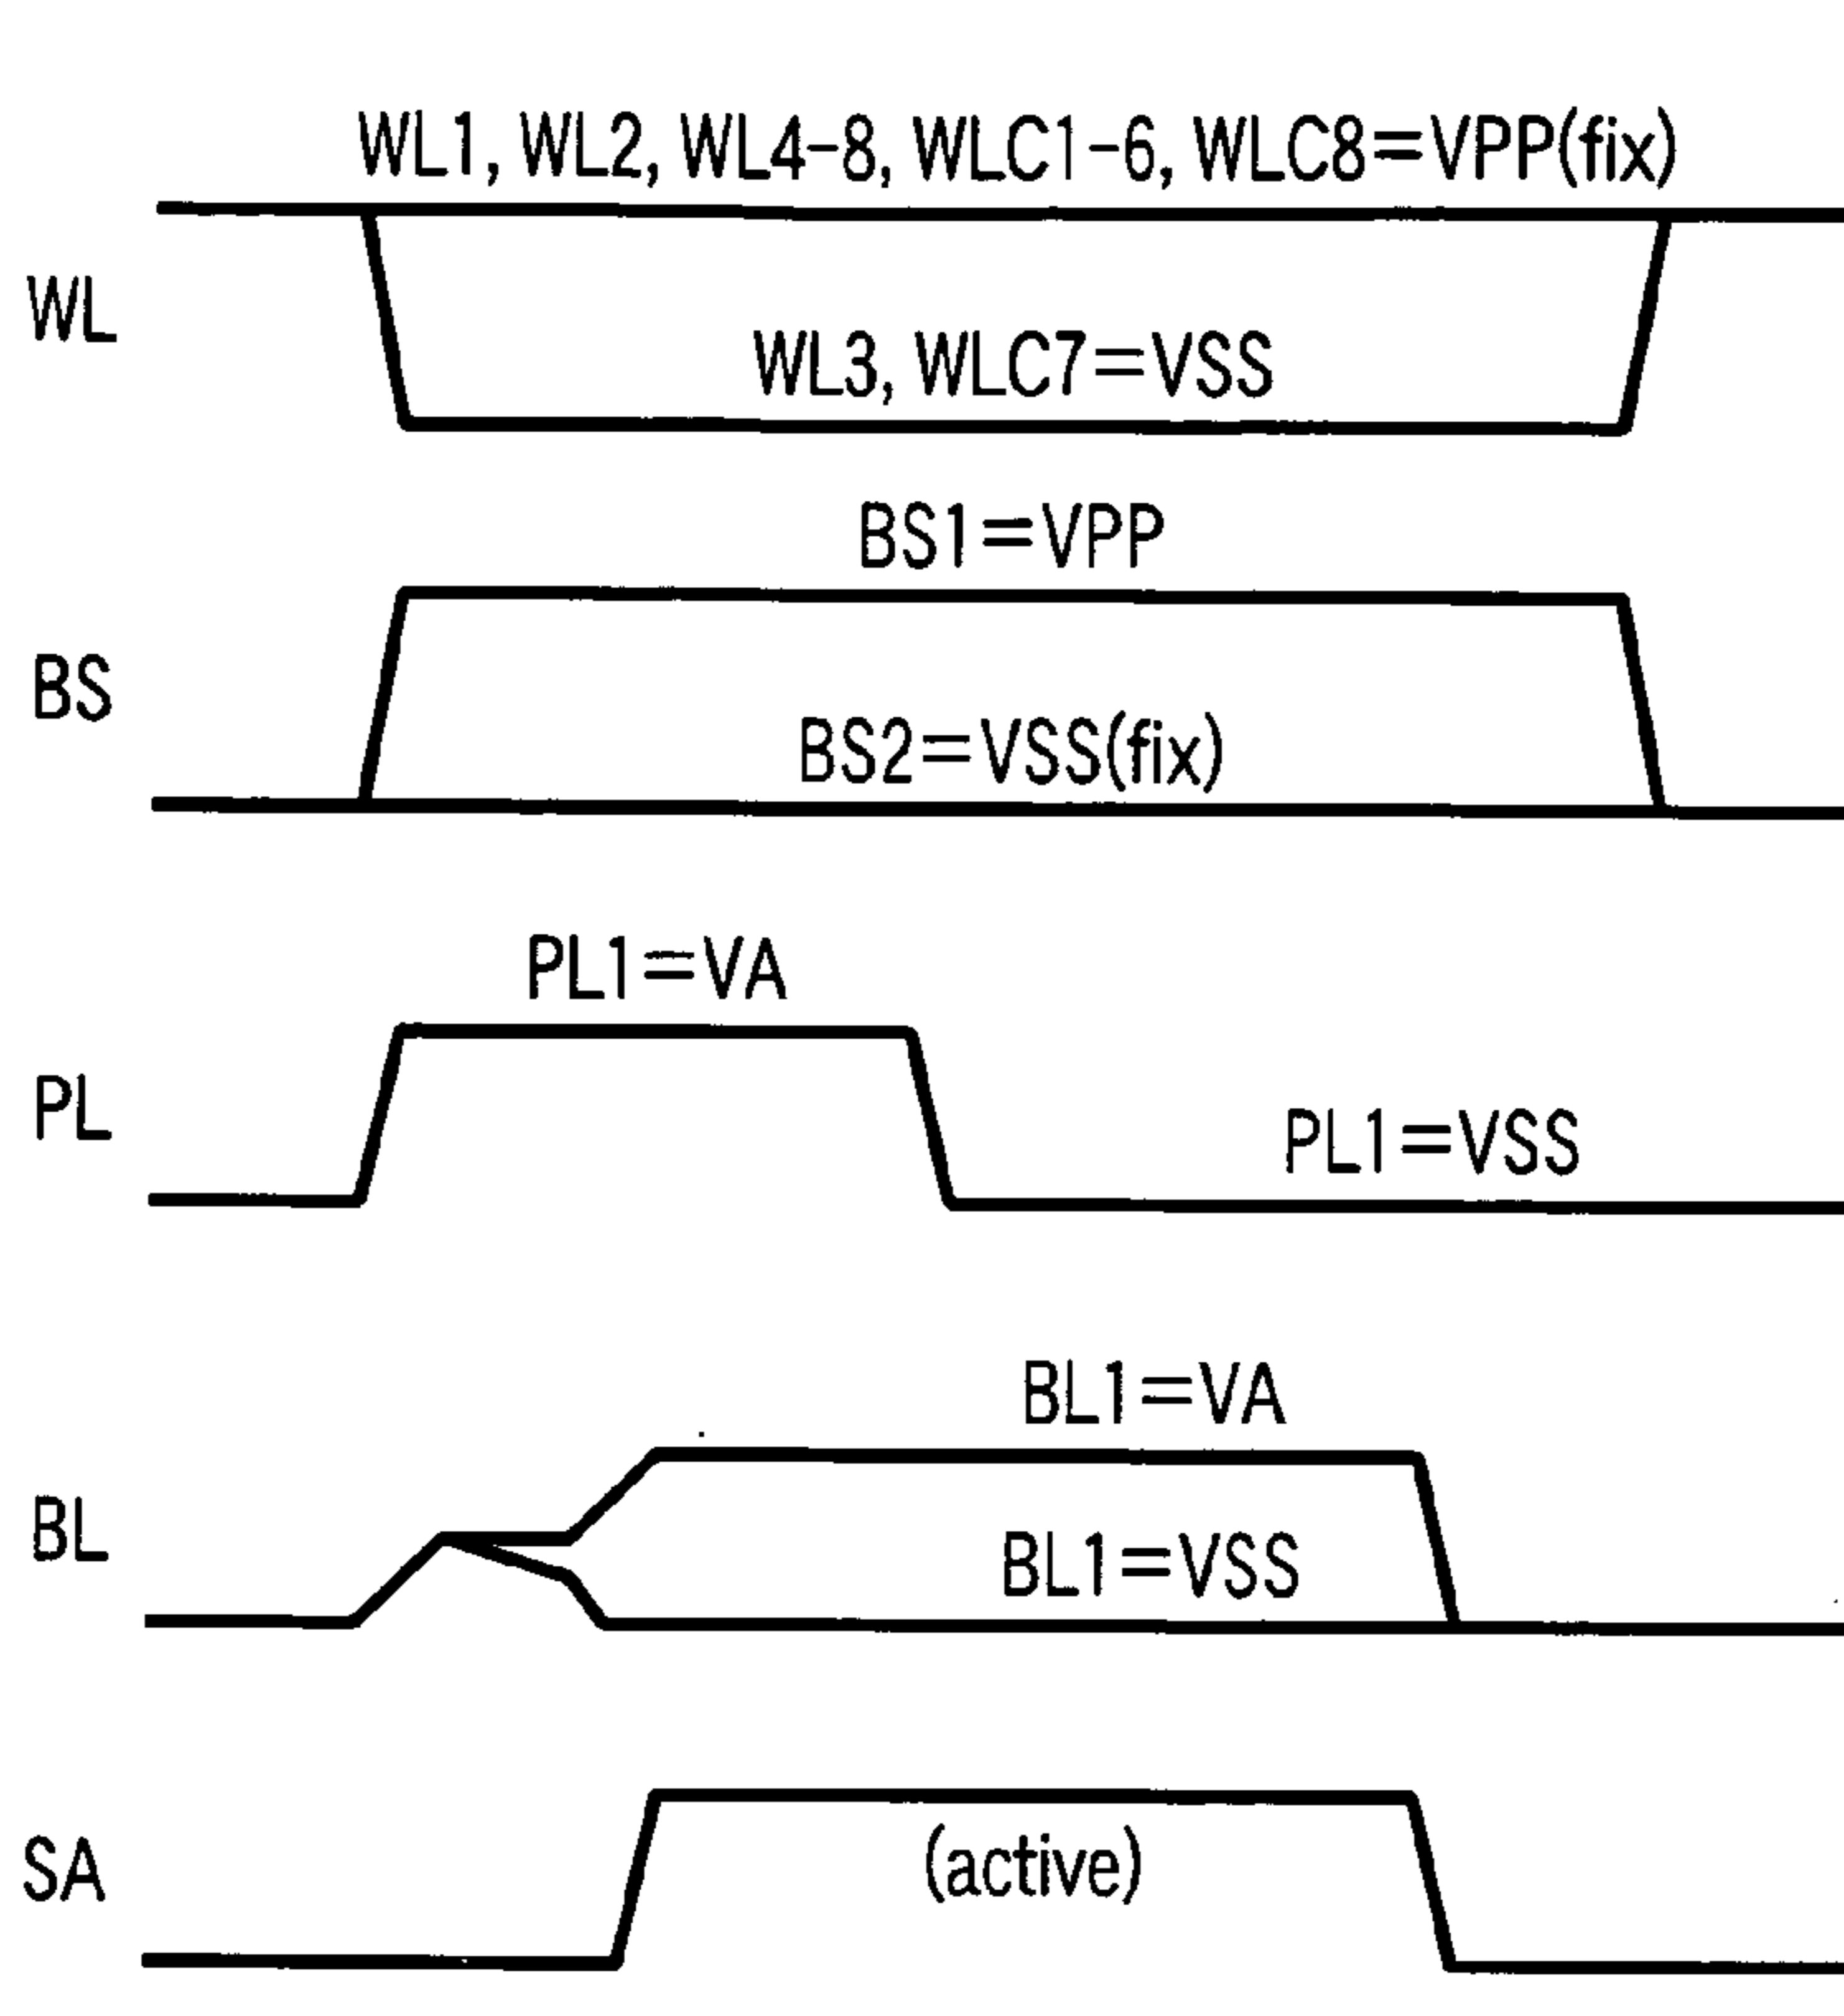 WL1, WL2, WL4-8, WLC1-6, WLC8=VPP(fix)
WL
WL3, WLC7=VSS
BS1=VPP
BS
BS2=VSS(fix)
PL1=VA
PL
PL1=VSS
BL1=VA
BL
BL1=VSS
SA
(active)